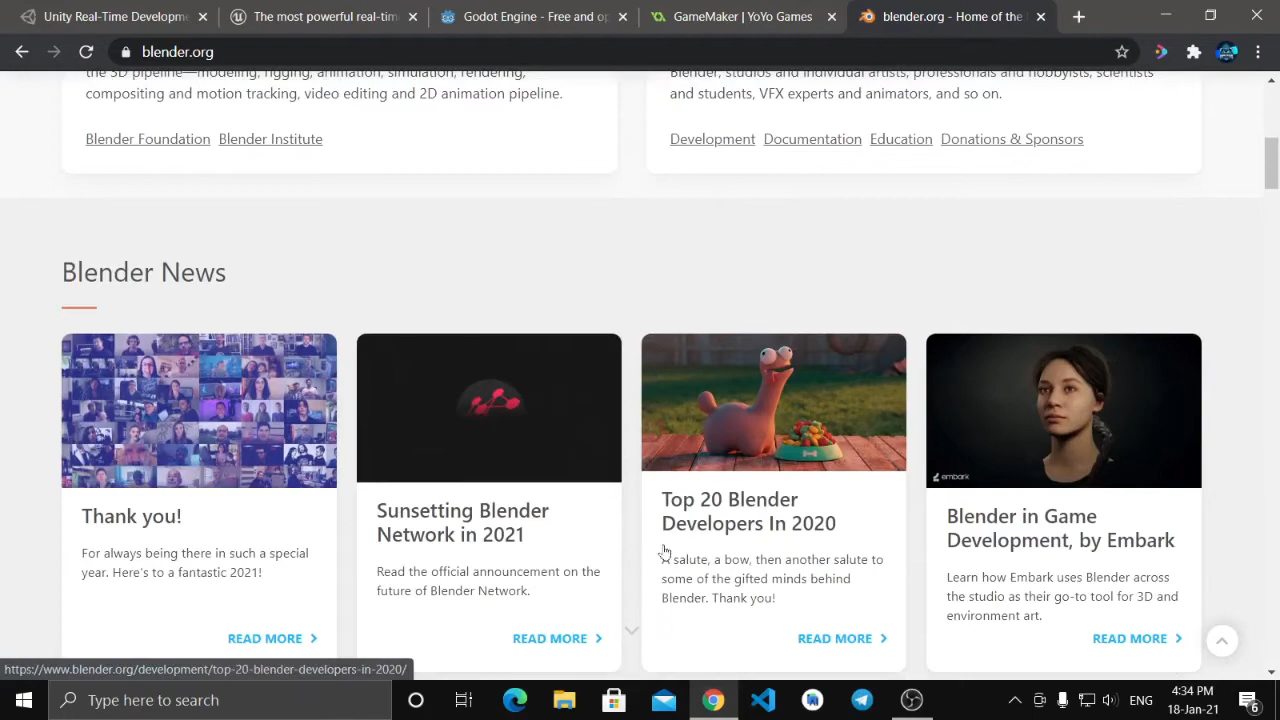 Unity Real-Time Developm
The most powerful real-tim
Godot Engine - Free and op
GameMaker | YoYo Games
blender.org - Home of the
blender.org
the 3D pipeline—modeling, rigging, animation, simulation, rendering,
compositing and motion tracking, video editing and 2D animation pipeline.
Blender Foundation Blender Institute
Blender, studios and individual artists, professionals and hobbyists, scientists
and students, VFX experts and animators, and so on.
Development Documentation Education Donations & Sponsors
Blender News
Thank you!
For always being there in such a special
year. Here's to a fantastic 2021!
READ MORE
Sunsetting Blender
Network in 2021
Read the official announcement on the
future of Blender Network.
READ MORE
Top 20 Blender
Developers In 2020
A salute, a bow, then another salute to
some of the gifted minds behind
Blender. Thank you!
READ MORE
embark
Blender in Game
Development, by Embark
Learn how Embark uses Blender across
the studio as their go-to tool for 3D and
environment art.
READ MORE
https://www.blender.org/development/top-20-blender-developers-in-2020/
Type here to search
ENG
4:34 PM
18-Jan-21
6